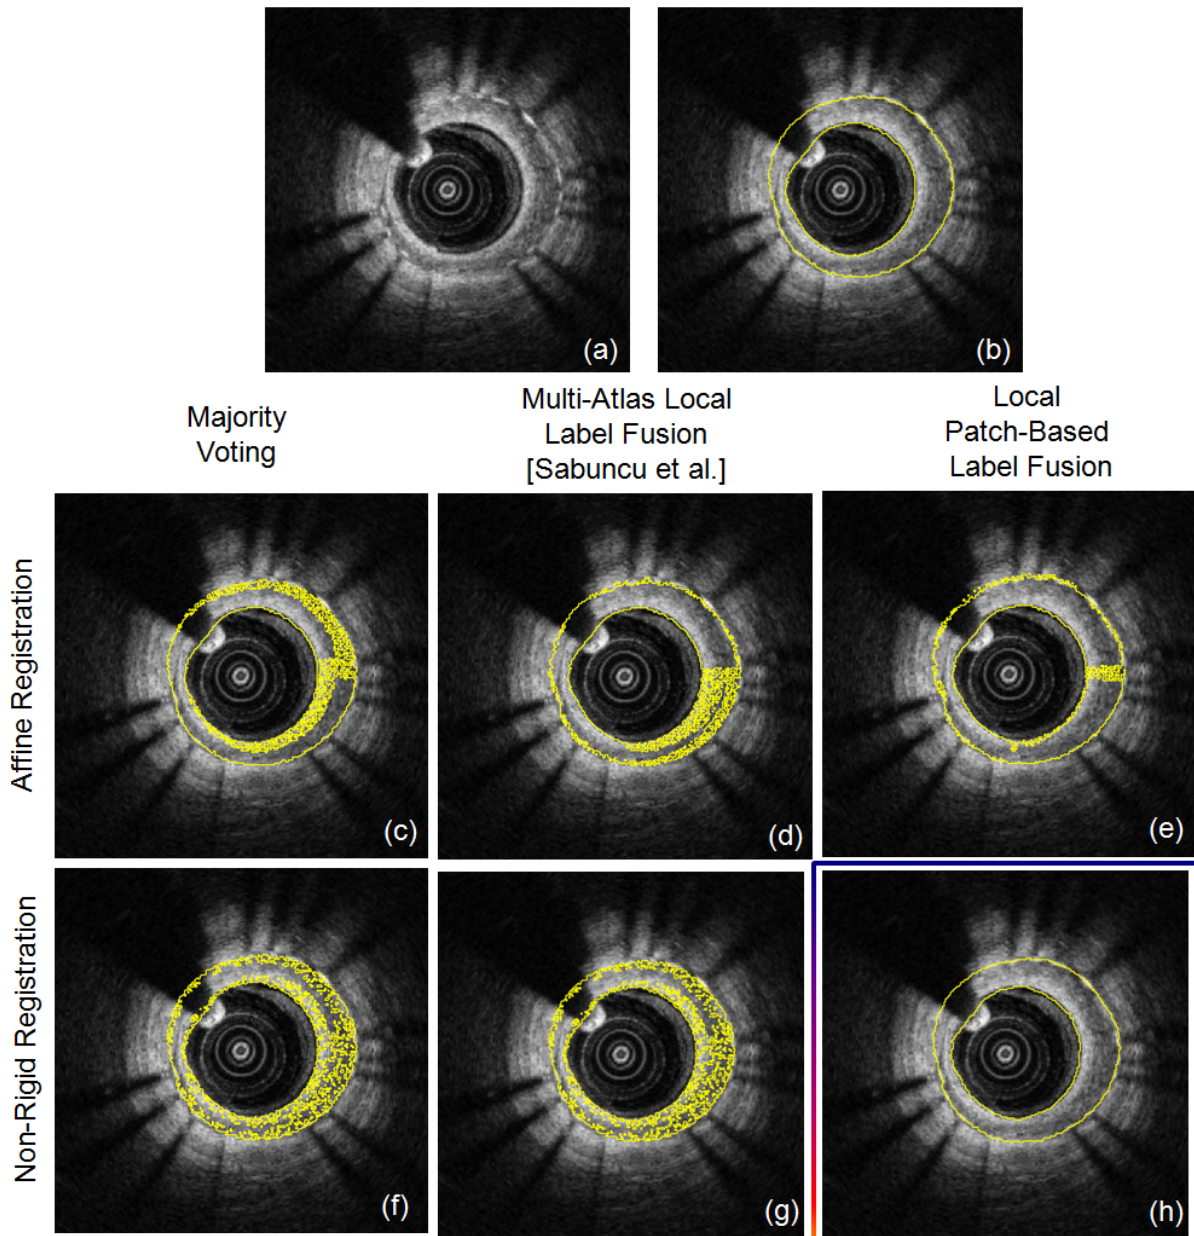 (a)
(b)
Majority
Voting
Multi-Atlas Local
Label Fusion
[Sabuncu et al.]
Local
Patch-Based
Label Fusion
Affine Registration
(c)
(d)
(e)
Non-Rigid Registration
(f)
(g)
(h)